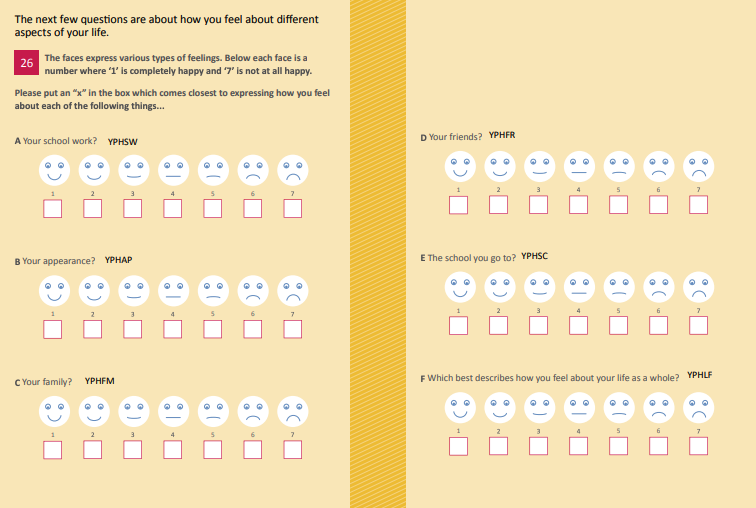 The next few questions are about how you feel about different
aspects of your life.
26
The faces express various types of feelings. Below each face is a
number where ‘1’ is completely happy and ‘7’ is not at all happy.
Please put an “x” in the box which comes closest to expressing how you feel
about each of the following things...
A Your school work? YPHSW
1 2 3 4 5 6 7
B Your appearance? YPHAP
1 2 3 4 5 6 7
C Your family? YPHFM
1 2 3 4 5 6 7
D Your friends? YPHFR
1 2 3 4 5 6 7
E The school you go to? YPHSC
1 2 3 4 5 6 7
F Which best describes how you feel about your life as a whole? YPHLF
1 2 3 4 5 6 7